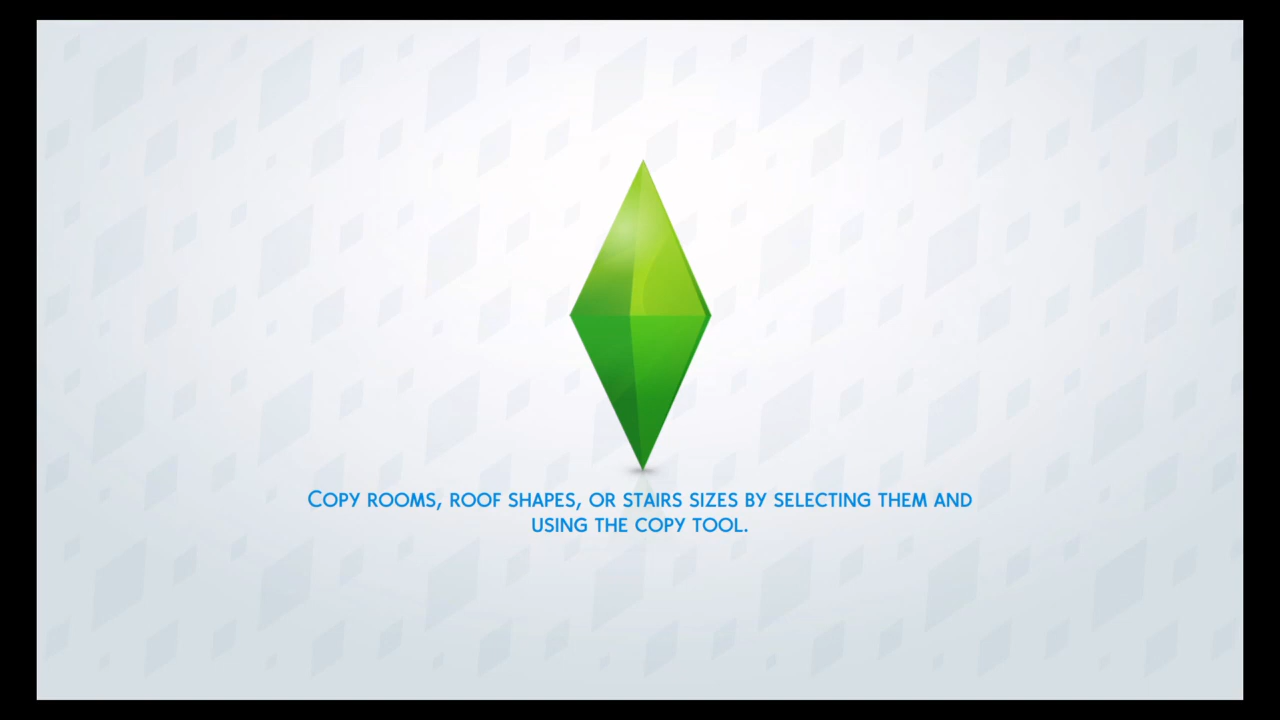 Copy rooms, roof shapes, or stairs sizes by selecting them and
using the copy tool.